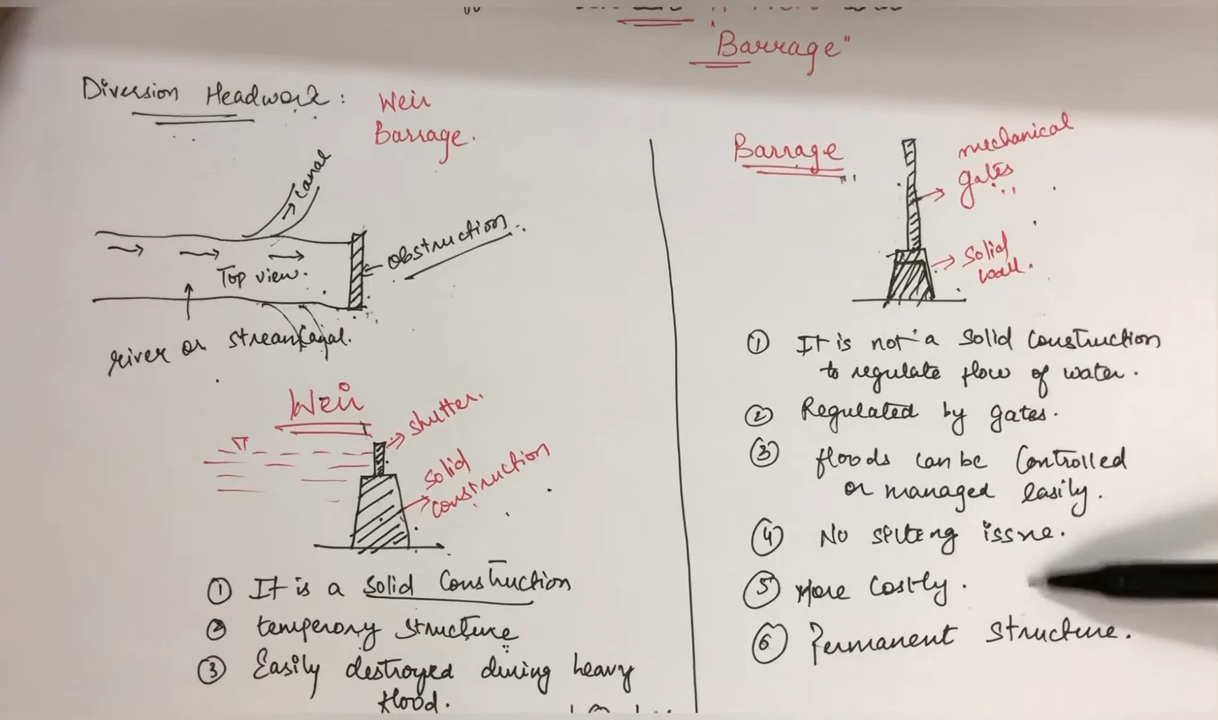 "Barrage"
Diversion Headwork:
Weir
Barrage.
canal
obstruction.
Top view.
river or stream
Canal.
Weir
shutter.
solid
construction
① It is a solid construction
② temperory structure
③ Easily destroyed during heavy
flood.
Barrage
mechanical
gates
solid
wall.
① It is not a solid construction
to regulate flow of water.
② Regulated by gates.
③ floods can be controlled
or managed easily.
④ No silting issue.
⑤ More costly.
⑥ Permanent structure.